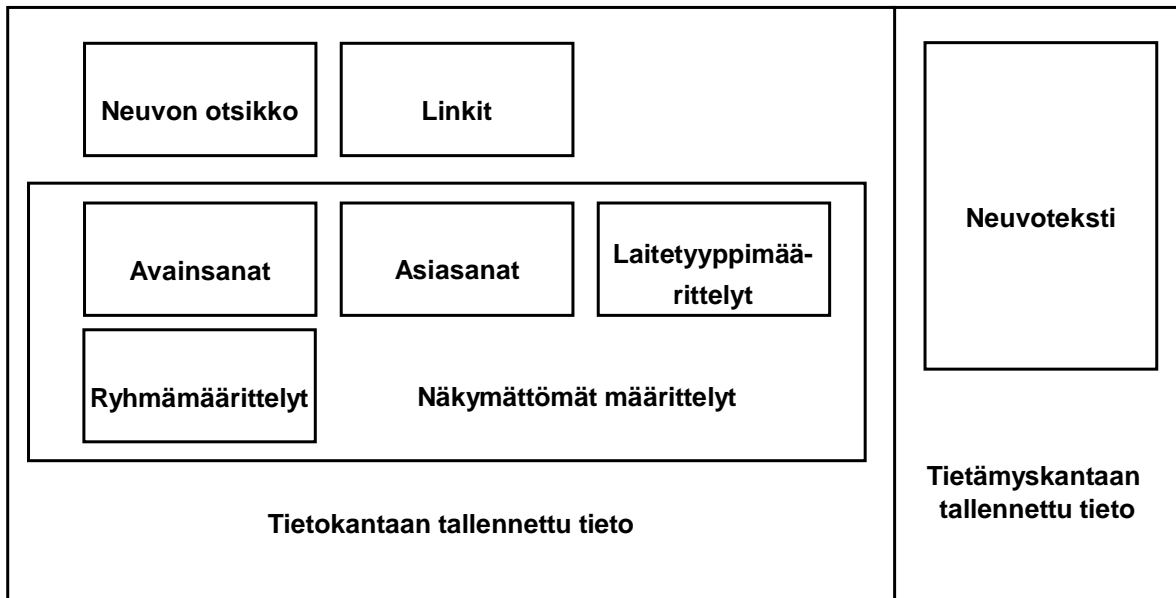 Neuvon otsikko
Linkit
Neuvoteksti
Avainsanat
Asiasanat
Laitetyyppimää-
rittelyt
Ryhmämäärittelyt
Näkymättömät määrittelyt
Tietokantaan tallennettu tieto
Tietämyskantaan
tallennettu tieto